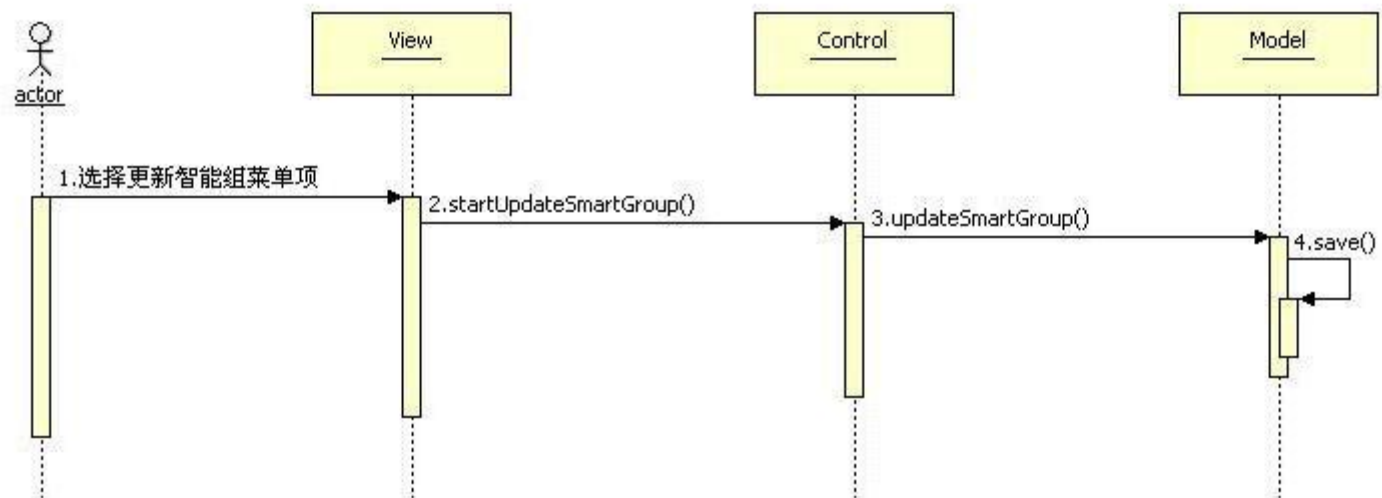 actor
View
Control
Model
1.选择更新智能组菜单项
2.startUpdateSmartGroup()
3.updateSmartGroup()
4.save()